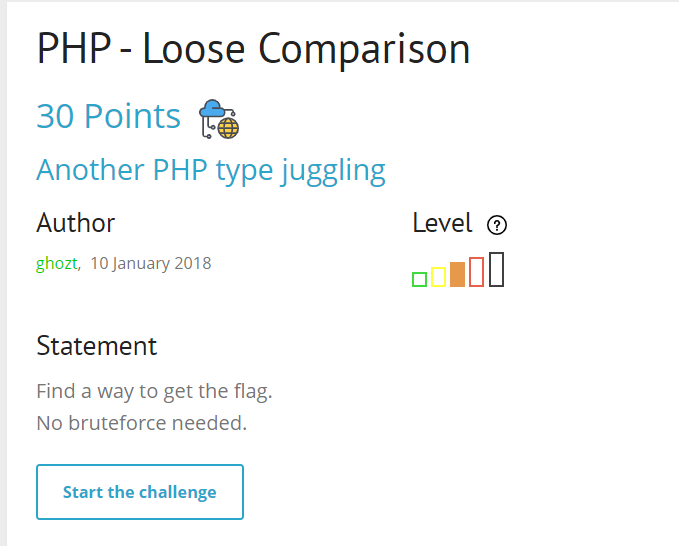 PHP - Loose Comparison
30 Points
Another PHP type juggling
Author
Level ?
ghozt, 10 January 2018
Statement
Find a way to get the flag.
No bruteforce needed.
Start the challenge